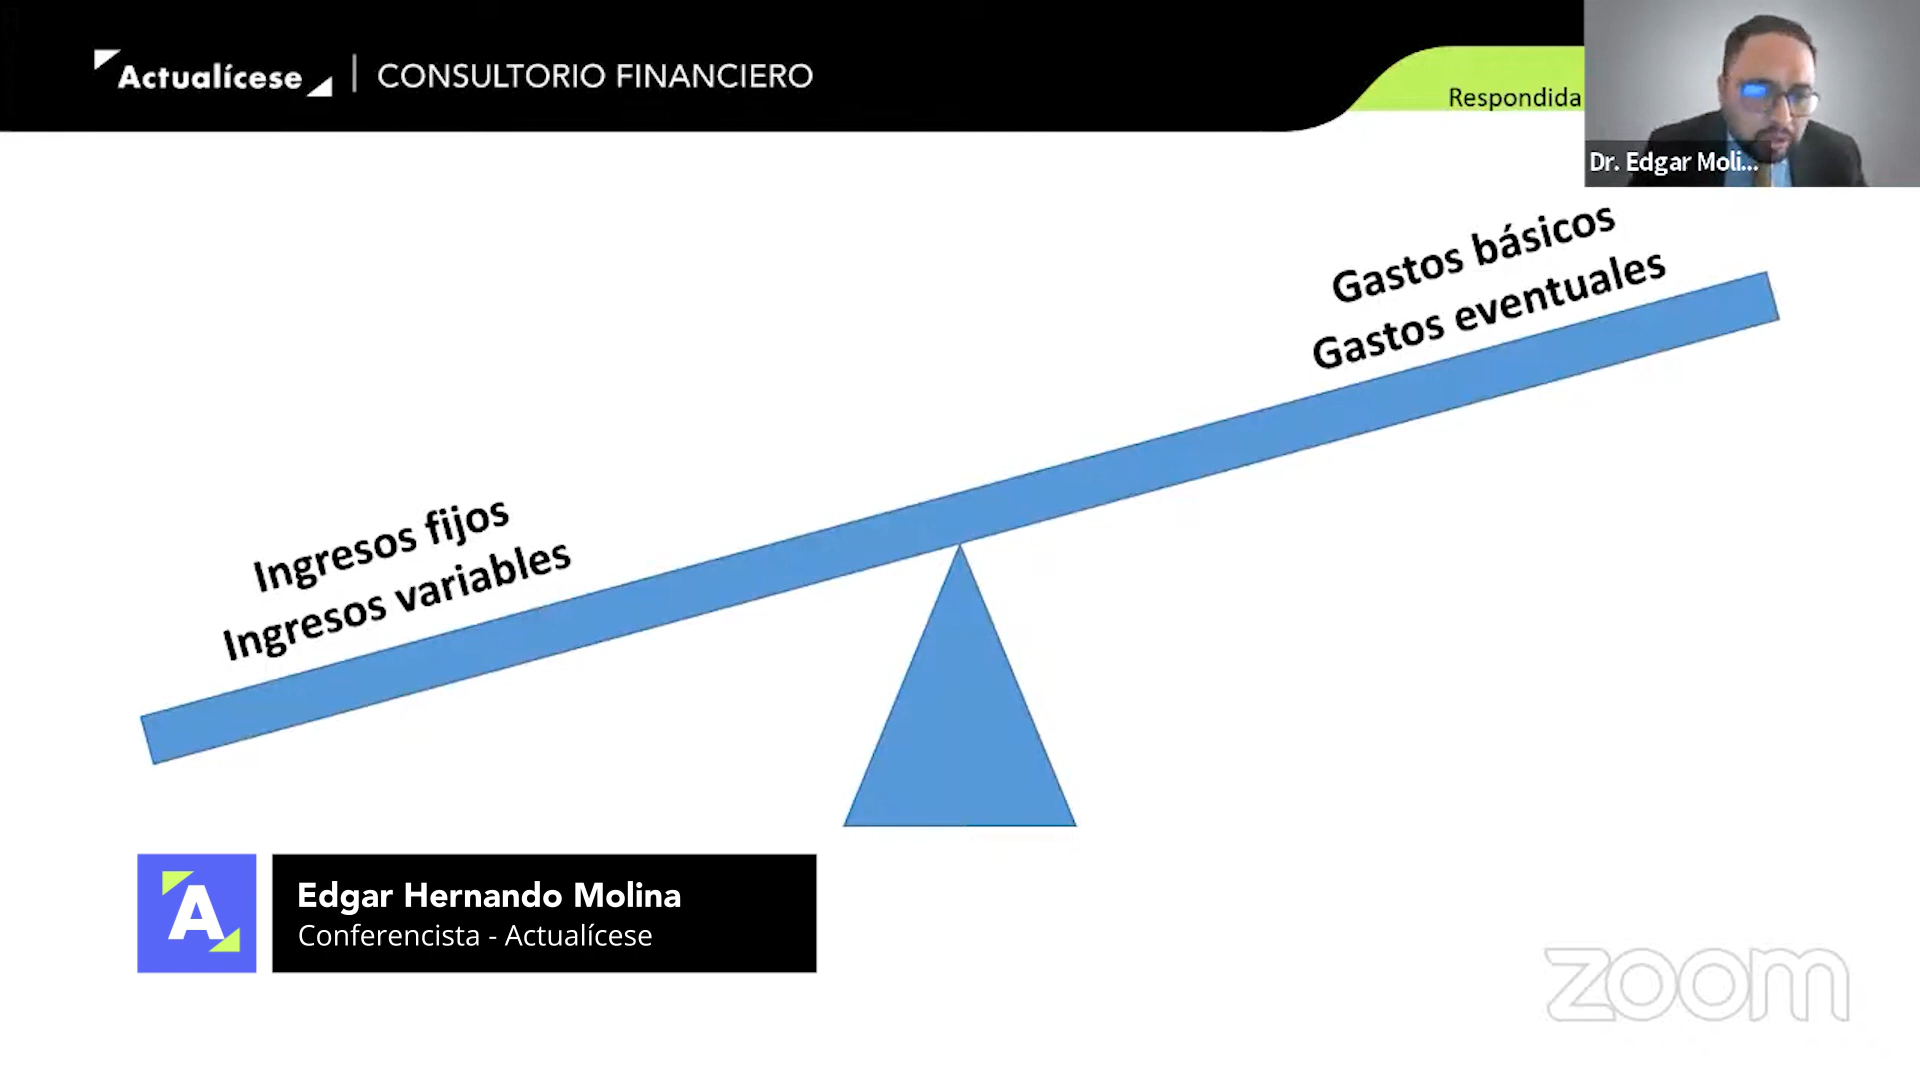 Actualícese | CONSULTORIO FINANCIERO
Respondida
Dr. Edgar Moli...
Gastos básicos
Gastos eventuales
Ingresos fijos
Ingresos variables
A
Edgar Hernando Molina
Conferencista - Actualícese
zoom